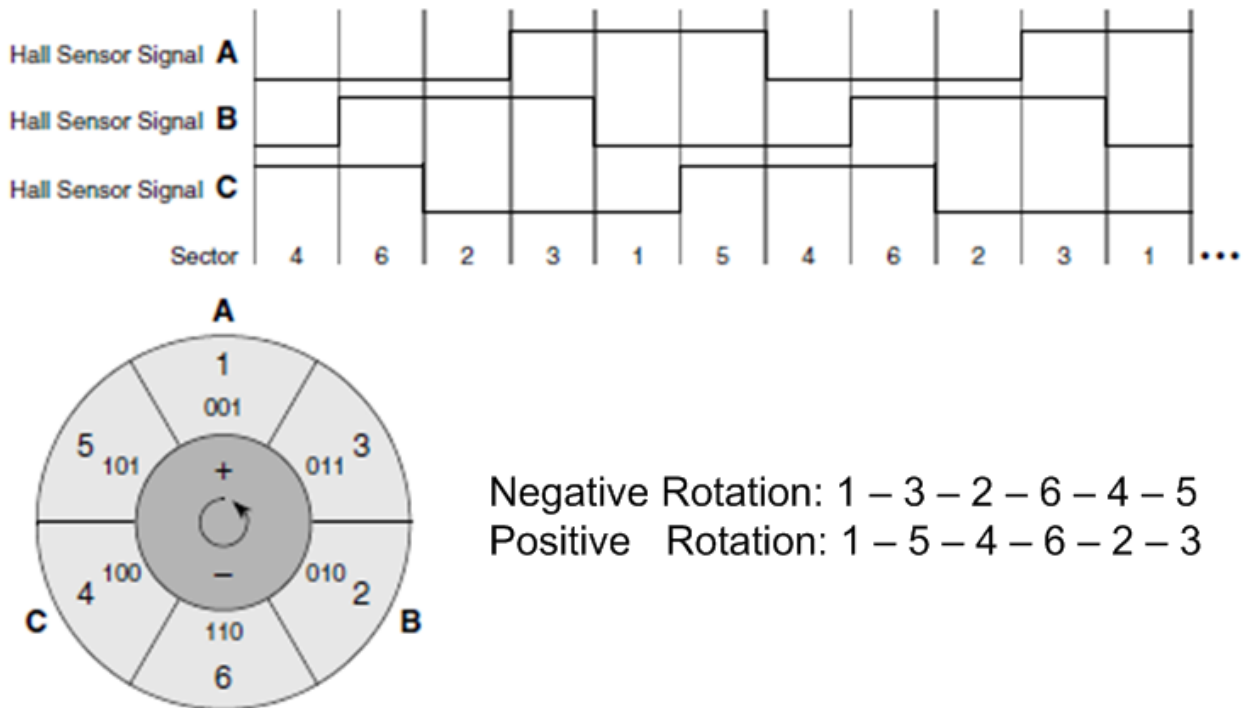 Hall Sensor Signal A
Hall Sensor Signal B
Hall Sensor Signal C
Sector 4 6 2 3 1 5 4 6 2 3 1 •••
A
1
001
5 101
+
011 3
4 100
–
010 2
C
110
B
6
Negative Rotation: 1 – 3 – 2 – 6 – 4 – 5
Positive Rotation: 1 – 5 – 4 – 6 – 2 – 3